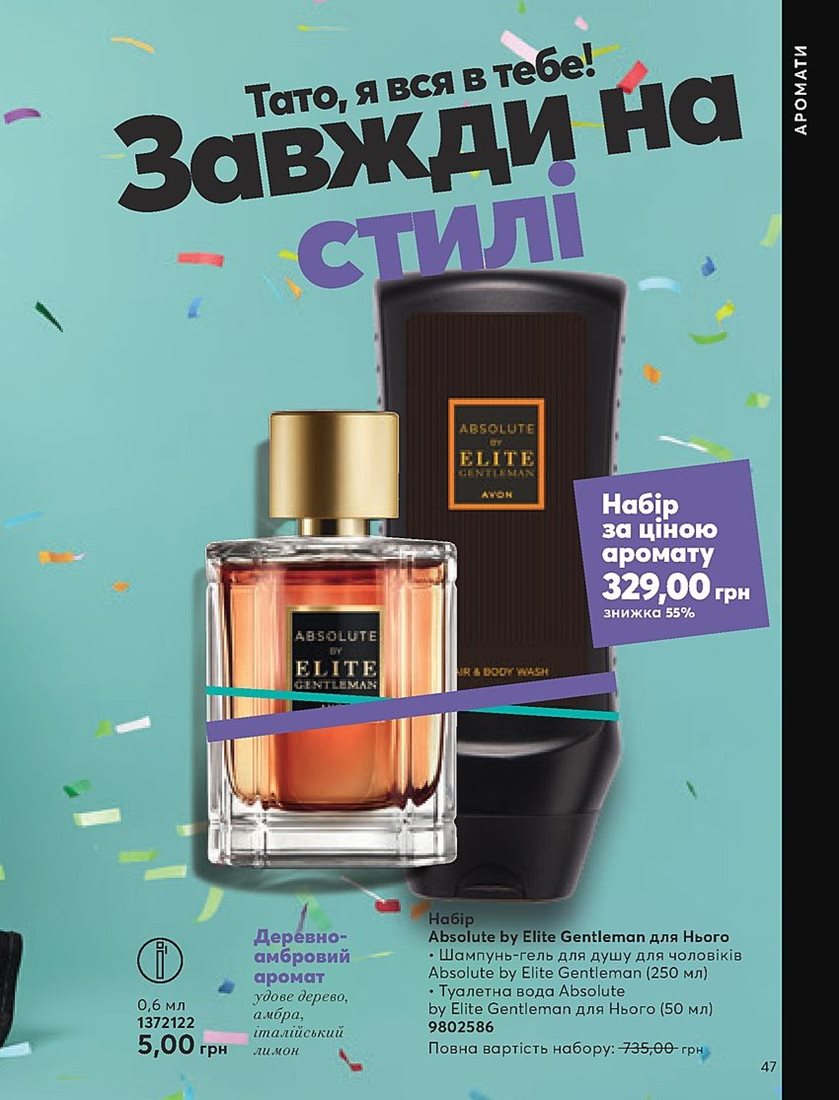 АРОМАТИ
Тато, я вся в тебе!
Завжди на
стилі
ABSOLUTE
BY
ELITE
GENTLEMAN
AVON
Набір
за ціною
аромату
329,00 грн
знижка 55%
ABSOLUTE
BY
ELITE
GENTLEMAN
& BODY WASH
Деревно-
амбровий
аромат
удове дерево,
амбра,
італійський
лимон
0,6 мл
1372122
5,00 грн
Набір
Absolute by Elite Gentleman для Нього
• Шампунь-гель для душу для чоловіків
Absolute by Elite Gentleman (250 мл)
• Туалетна вода Absolute
by Elite Gentleman для Нього (50 мл)
9802586
Повна вартість набору: 735,00 грн
47